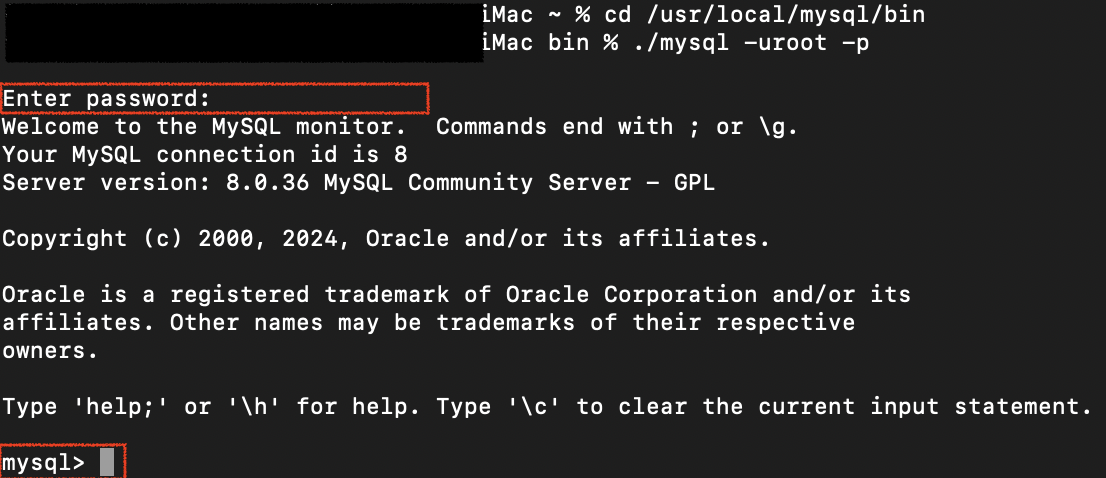 iMac ~ % cd /usr/local/mysql/bin
iMac bin % ./mysql -uroot -p
Enter password:
Welcome to the MySQL monitor.  Commands end with ; or \g.
Your MySQL connection id is 8
Server version: 8.0.36 MySQL Community Server - GPL
Copyright (c) 2000, 2024, Oracle and/or its affiliates.
Oracle is a registered trademark of Oracle Corporation and/or its
affiliates. Other names may be trademarks of their respective
owners.
Type 'help;' or '\h' for help. Type '\c' to clear the current input statement.
mysql>